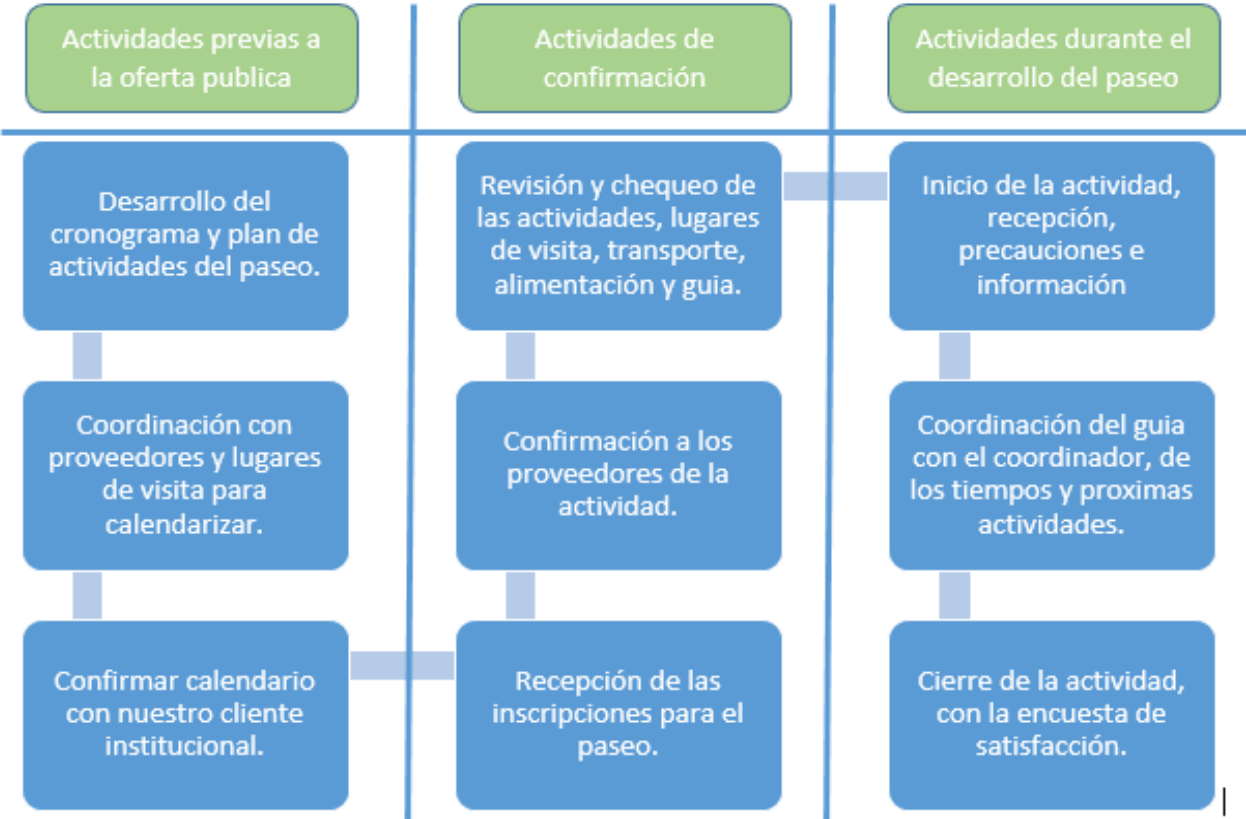 Actividades previas a
la oferta publica
Actividades de
confirmación
Actividades durante el
desarrollo del paseo
Desarrollo del
cronograma y plan de
actividades del paseo.
Coordinación con
proveedores y lugares
de visita para
calendarizar.
Confirmar calendario
con nuestro cliente
institucional.
Revisión y chequeo de
las actividades, lugares
de visita, transporte,
alimentación y guia.
Confirmación a los
proveedores de la
actividad.
Recepción de las
inscripciones para el
paseo.
Inicio de la actividad,
recepción,
precauciones e
información
Coordinación del guia
con el coordinador, de
los tiempos y proximas
actividades.
Cierre de la actividad,
con la encuesta de
satisfacción.